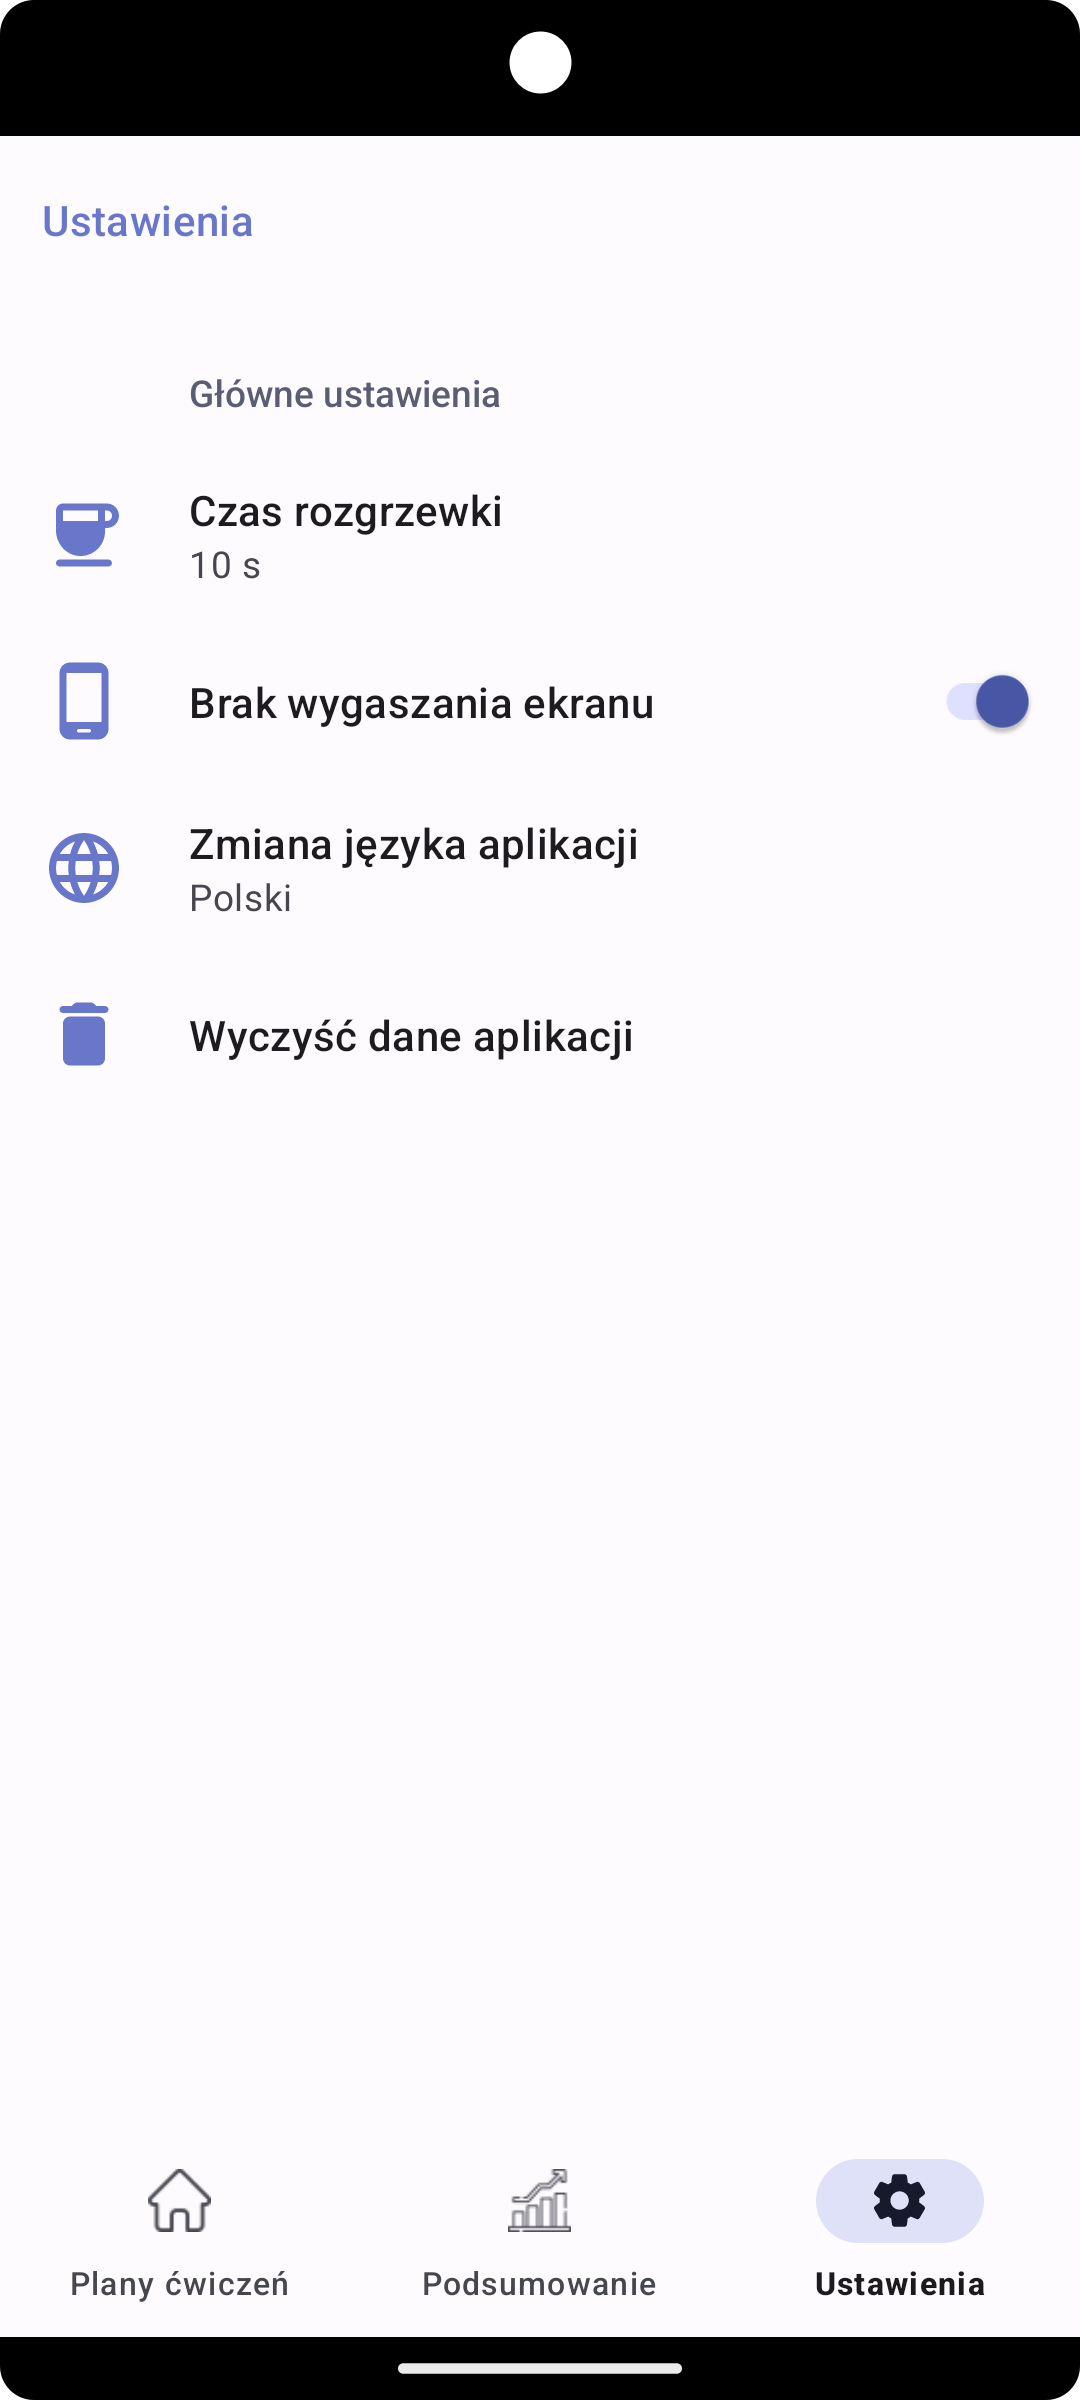 Ustawienia
Główne ustawienia
Czas rozgrzewki
10 s
Brak wygaszania ekranu
Zmiana języka aplikacji
Polski
Wyczyść dane aplikacji
Plany ćwiczeń
Podsumowanie
Ustawienia